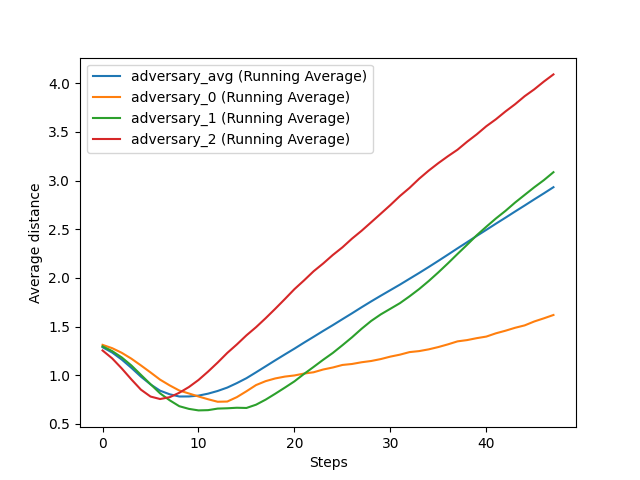 adversary_avg (Running Average)
adversary_0 (Running Average)
adversary_1 (Running Average)
adversary_2 (Running Average)
4.0
3.5
3.0
2.5
2.0
1.5
1.0
0.5
Average distance
0 10 20 30 40
Steps